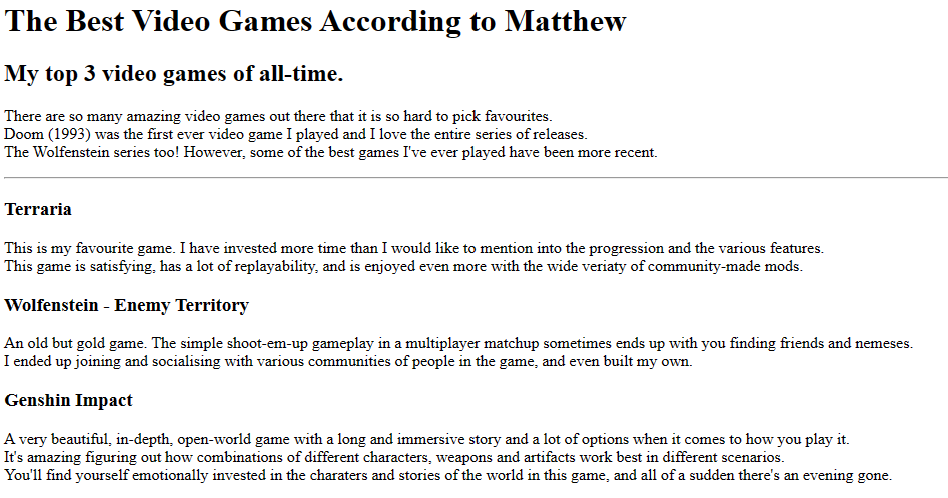 The Best Video Games According to Matthew
My top 3 video games of all-time.
There are so many amazing video games out there that it is so hard to pick favourites.
Doom (1993) was the first ever video game I played and I love the entire series of releases.
The Wolfenstein series too! However, some of the best games I've ever played have been more recent.
Terraria
This is my favourite game. I have invested more time than I would like to mention into the progression and the various features.
This game is satisfying, has a lot of replayability, and is enjoyed even more with the wide veriaty of community-made mods.
Wolfenstein - Enemy Territory
An old but gold game. The simple shoot-em-up gameplay in a multiplayer matchup sometimes ends up with you finding friends and nemeses.
I ended up joining and socialising with various communities of people in the game, and even built my own.
Genshin Impact
A very beautiful, in-depth, open-world game with a long and immersive story and a lot of options when it comes to how you play it.
It's amazing figuring out how combinations of different characters, weapons and artifacts work best in different scenarios.
You'll find yourself emotionally invested in the charaters and stories of the world in this game, and all of a sudden there's an evening gone.